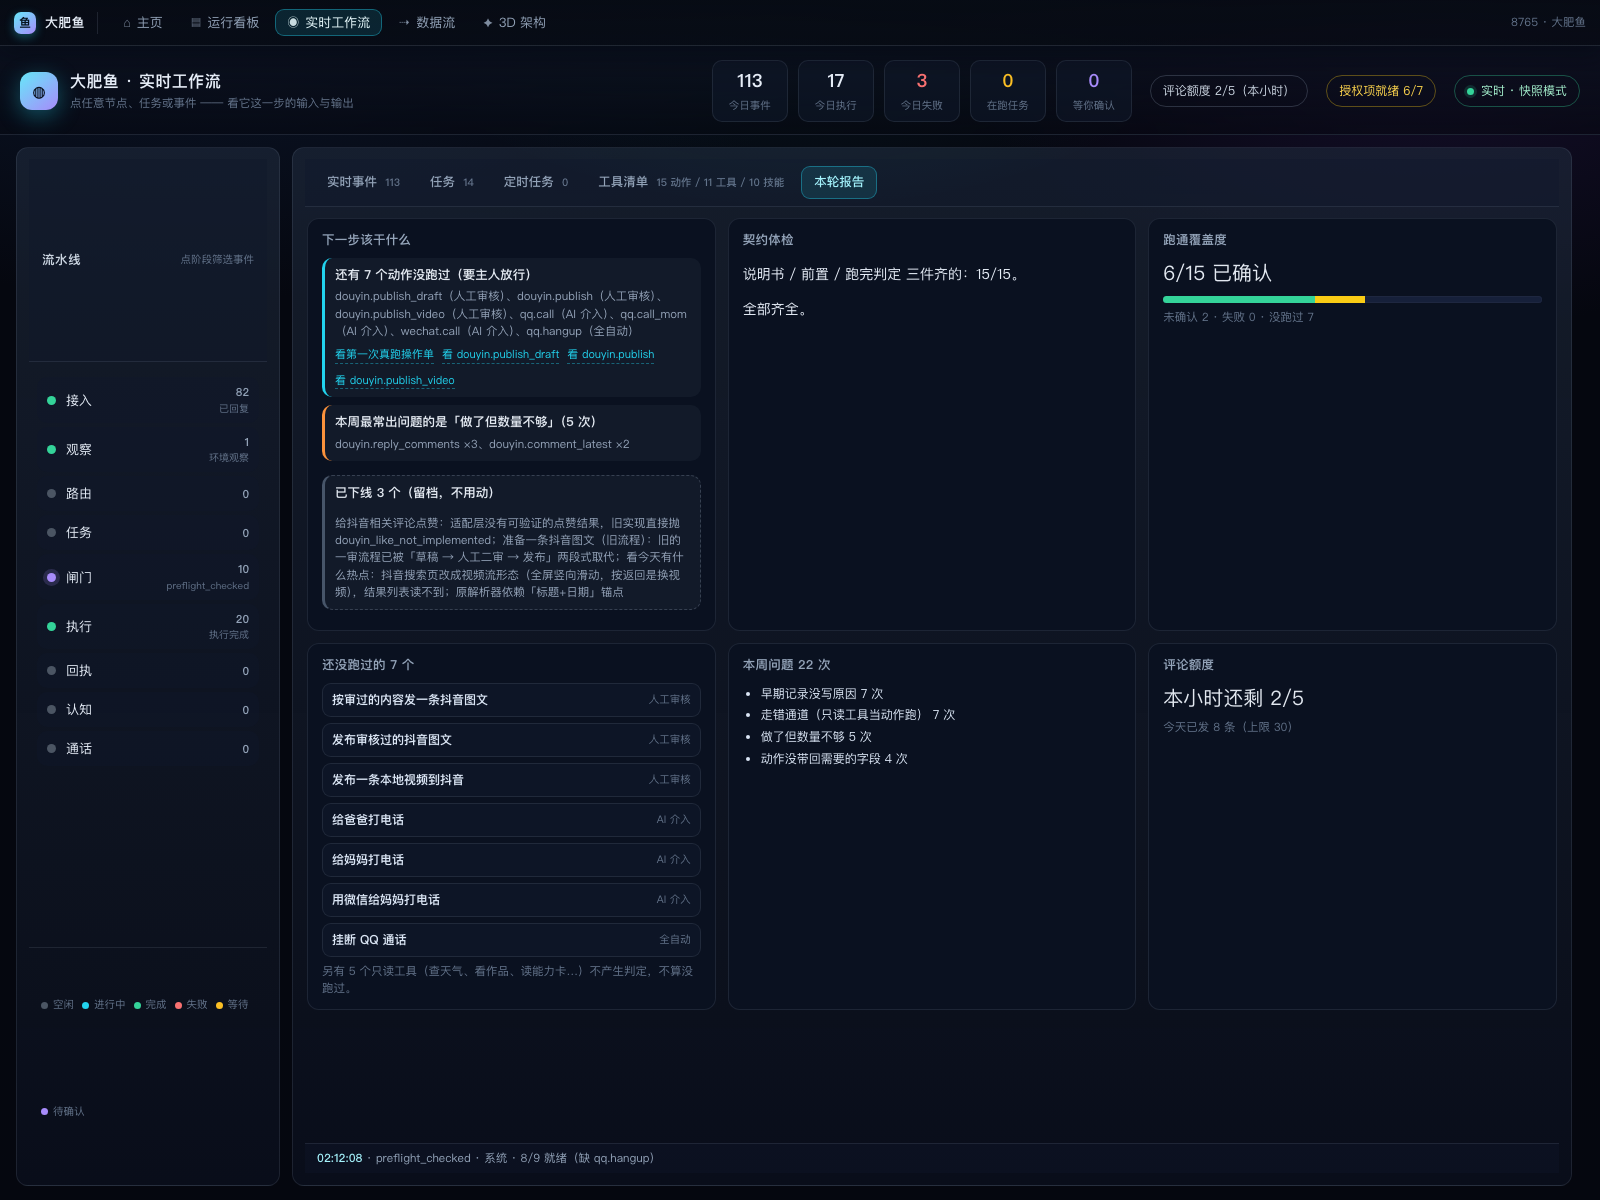 鱼 大肥鱼 主页 运行看板 实时工作流 数据流 3D 架构 8765 · 大肥鱼
大肥鱼 · 实时工作流
点任意节点、任务或事件 —— 看它这一步的输入与输出
113 今日事件
17 今日执行
3 今日失败
0 在跑任务
0 等你确认
评论额度 2/5（本小时）
授权项就绪 6/7
实时 · 快照模式
流水线 点阶段筛选事件
接入 82 已回复
观察 1 环境观察
路由 0
任务 0
闸门 10 preflight_checked
执行 20 执行完成
回执 0
认知 0
通话 0
空闲 进行中 完成 失败 等待
待确认
实时事件 113 任务 14 定时任务 0 工具清单 15 动作 / 11 工具 / 10 技能 本轮报告
下一步该干什么
还有 7 个动作没跑过（要主人放行）
douyin.publish_draft（人工审核）、douyin.publish（人工审核）、
douyin.publish_video（人工审核）、qq.call（AI 介入）、qq.call_mom
（AI 介入）、wechat.call（AI 介入）、qq.hangup（全自动）
看第一次真跑操作单 看 douyin.publish_draft 看 douyin.publish
看 douyin.publish_video
本周最常出问题的是「做了但数量不够」（5 次）
douyin.reply_comments ×3、douyin.comment_latest ×2
已下线 3 个（留档，不用动）
给抖音相关评论点赞：适配层没有可验证的点赞结果，旧实现直接抛
douyin_like_not_implemented；准备一条抖音图文（旧流程）：旧的
一审流程已被「草稿 → 人工二审 → 发布」两段式取代；看今天有什
么热点：抖音搜索页改成视频流形态（全屏竖向滑动，按返回是换视
频），结果列表读不到；原解析器依赖「标题+日期」锚点
契约体检
说明书 / 前置 / 跑完判定 三件齐的：15/15。
全部齐全。
跑通覆盖度
6/15 已确认
未确认 2 · 失败 0 · 没跑过 7
还没跑过的 7 个
按审过的内容发一条抖音图文 人工审核
发布审核过的抖音图文 人工审核
发布一条本地视频到抖音 人工审核
给爸爸打电话 AI 介入
给妈妈打电话 AI 介入
用微信给妈妈打电话 AI 介入
挂断 QQ 通话 全自动
另有 5 个只读工具（查天气、看作品、读能力卡…）不产生判定，不算没
跑过。
本周问题 22 次
• 早期记录没写原因 7 次
• 走错通道（只读工具当动作跑） 7 次
• 做了但数量不够 5 次
• 动作没带回需要的字段 4 次
评论额度
本小时还剩 2/5
今天已发 8 条（上限 30）
02:12:08 · preflight_checked · 系统 · 8/9 就绪（缺 qq.hangup）